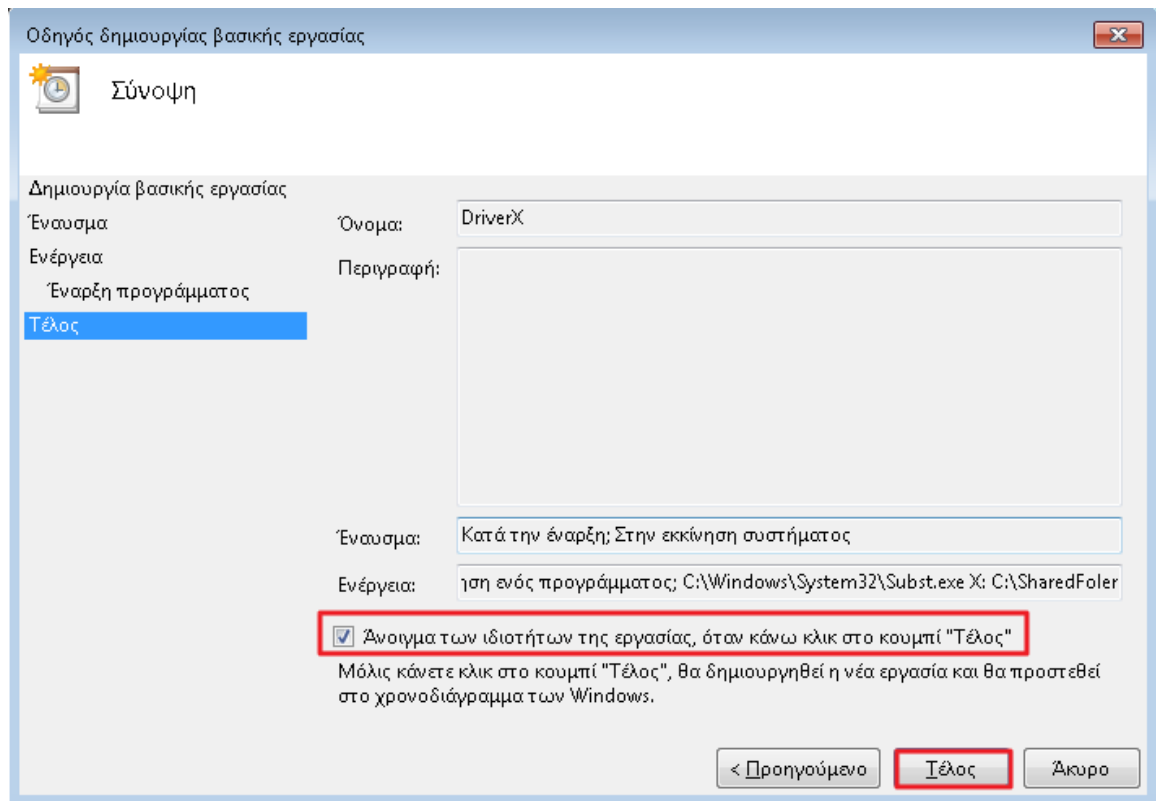 Οδηγός δημιουργίας βασικής εργασίας
Σύνοψη
Δημιουργία βασικής εργασίας
Έναυσμα
Ενέργεια
Έναρξη προγράμματος
Τέλος
Όνομα:
DriverX
Περιγραφή:
Έναυσμα:
Κατά την έναρξη; Στην εκκίνηση συστήματος
Ενέργεια:
ηση ενός προγράμματος; C:\Windows\System32\Subst.exe X: C:\SharedFoler
Άνοιγμα των ιδιοτήτων της εργασίας, όταν κάνω κλικ στο κουμπί "Τέλος"
Μόλις κάνετε κλικ στο κουμπί "Τέλος", θα δημιουργηθεί η νέα εργασία και θα προστεθεί
στο χρονοδιάγραμμα των Windows.
< Προηγούμενο
Τέλος
Άκυρο